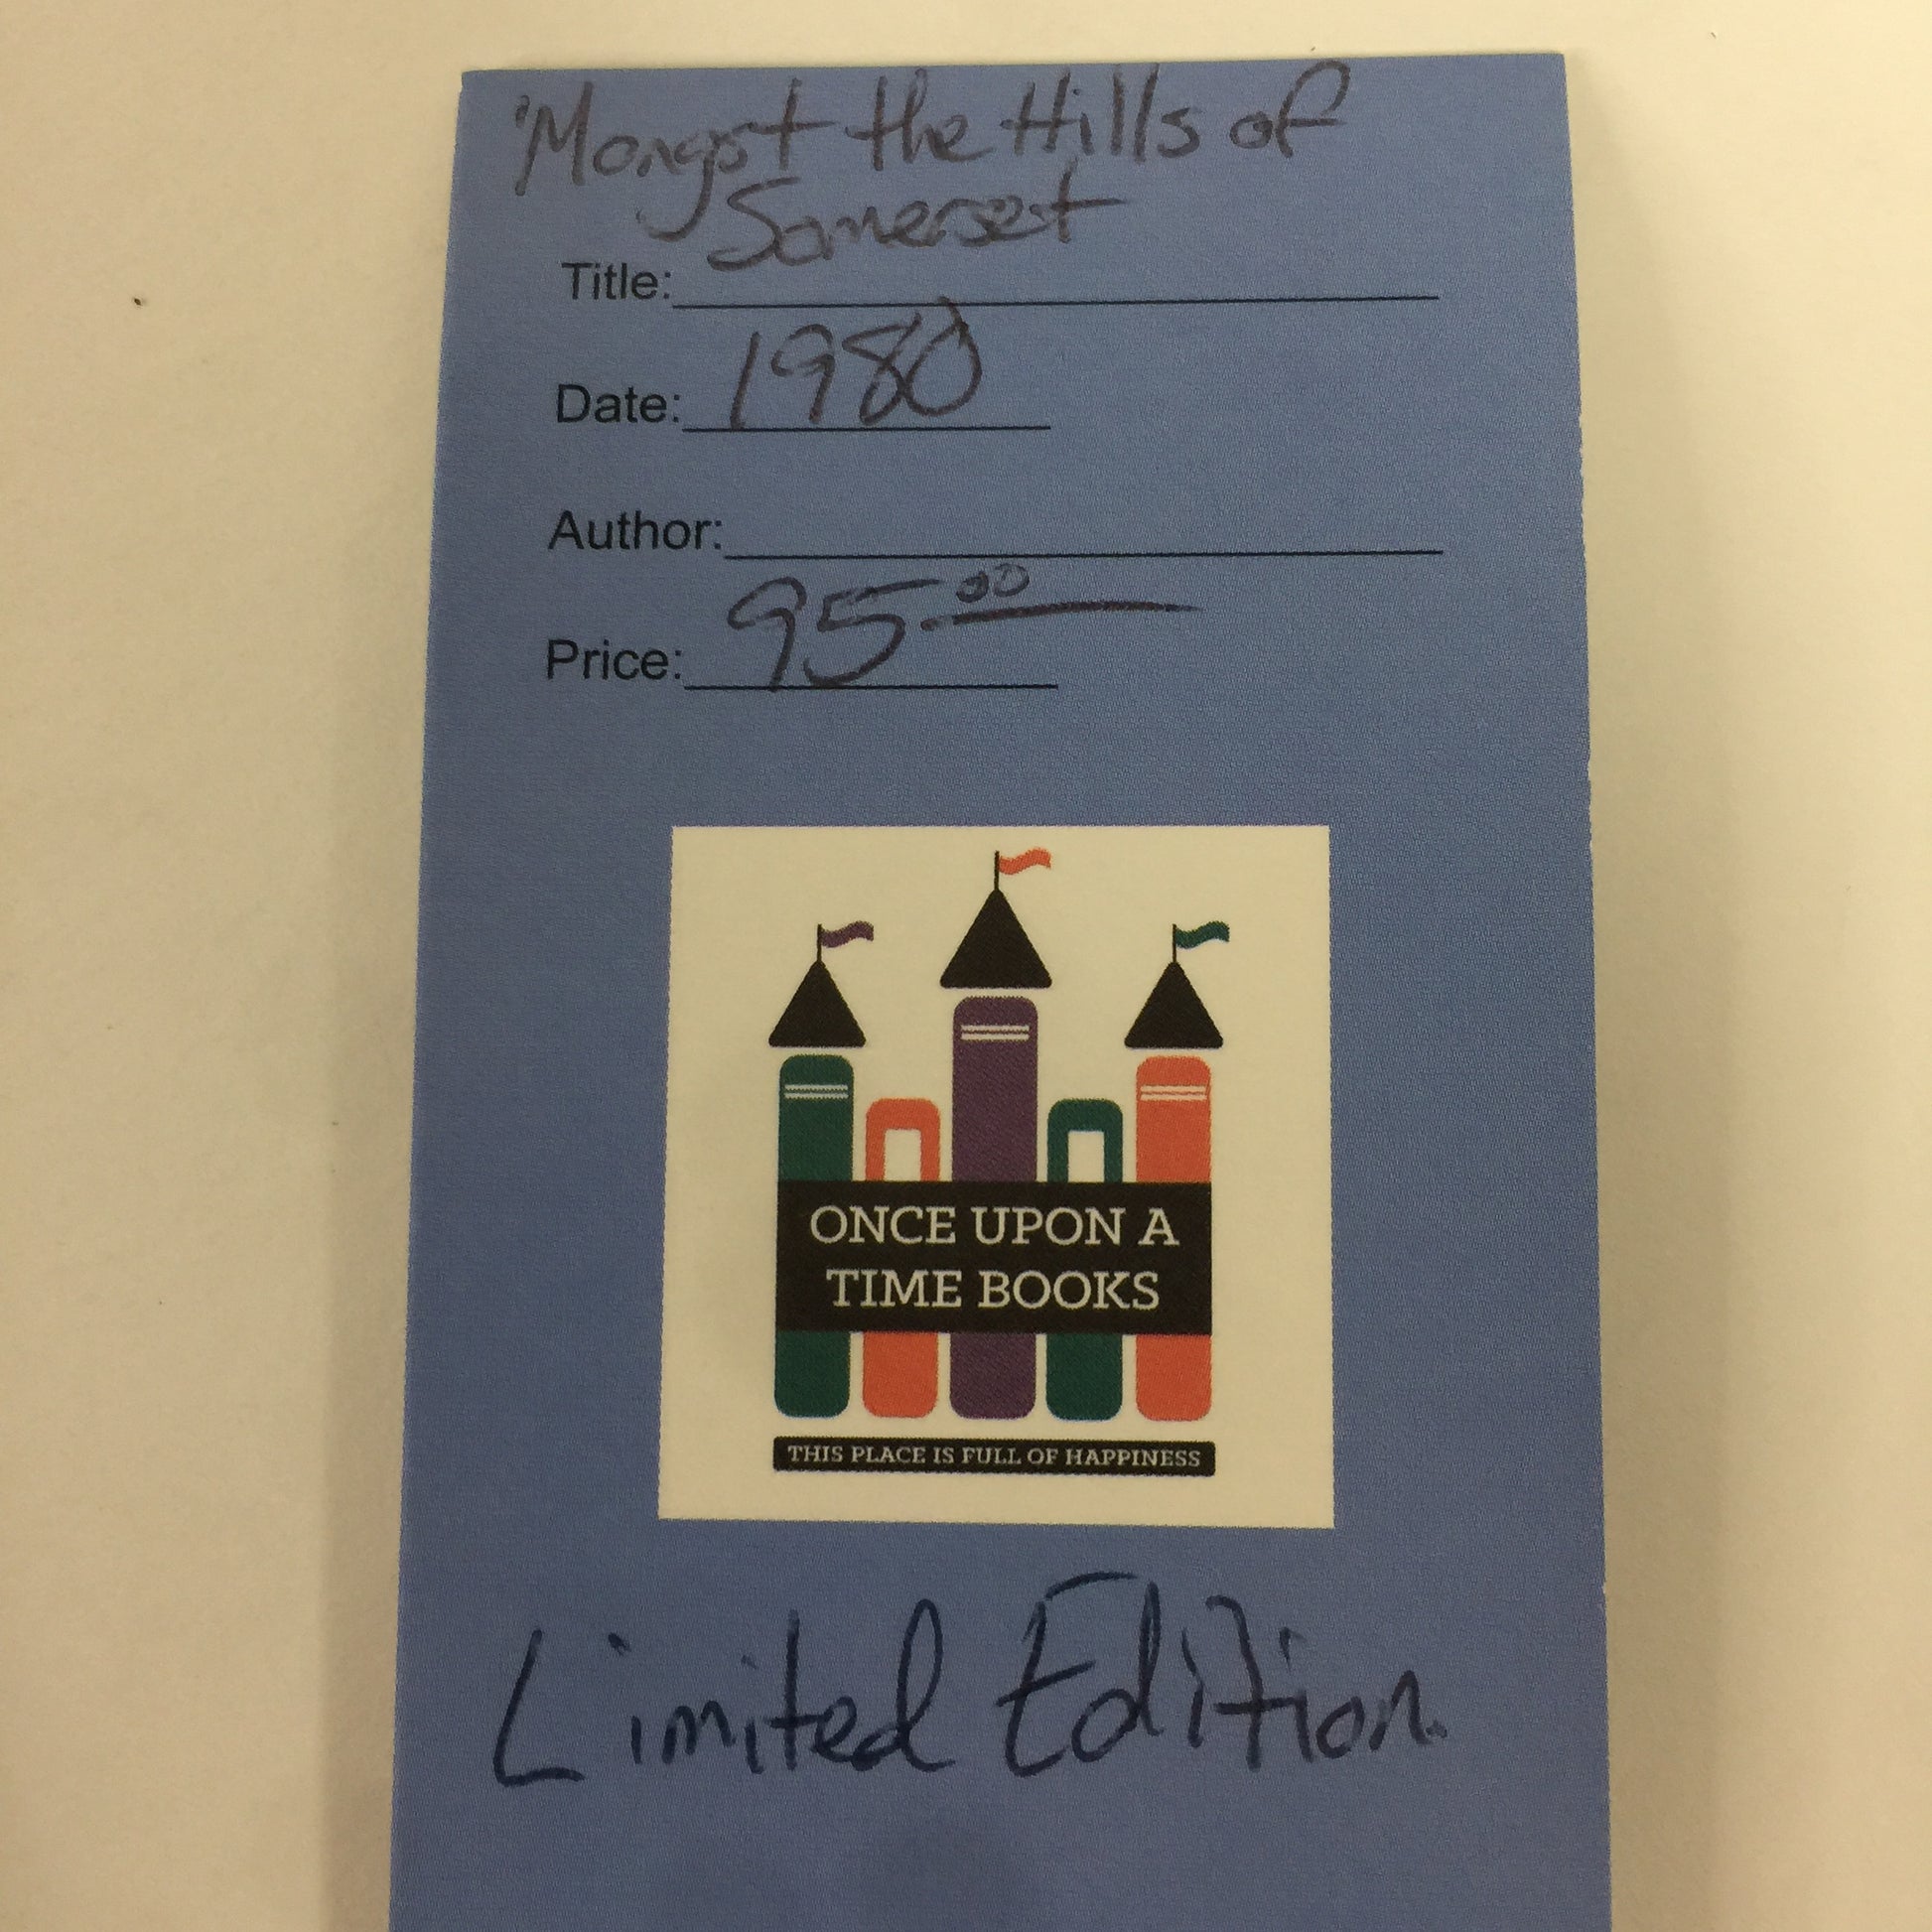 'Mongst the Hills of
Somerset
Title:
Date: 1980
Author:
Price: 95.00
ONCE UPON A
TIME BOOKS
THIS PLACE IS FULL OF HAPPINESS
Limited Edition.